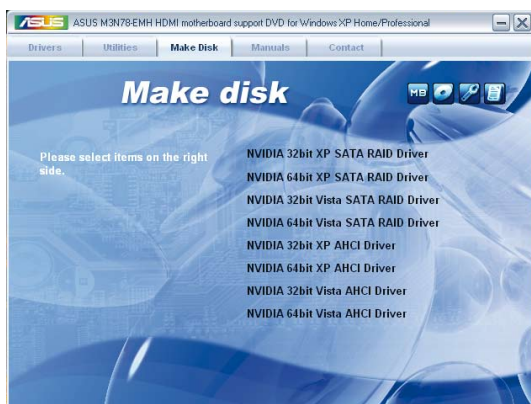 ASUS M3N78-EMH HDMI motherboard support DVD for Windows XP Home/Professional
Drivers Utilities Make Disk Manuals Contact
Make disk
MB
Please select items on the right
side.
NVIDIA 32bit XP SATA RAID Driver
NVIDIA 64bit XP SATA RAID Driver
NVIDIA 32bit Vista SATA RAID Driver
NVIDIA 64bit Vista SATA RAID Driver
NVIDIA 32bit XP AHCI Driver
NVIDIA 64bit XP AHCI Driver
NVIDIA 32bit Vista AHCI Driver
NVIDIA 64bit Vista AHCI Driver